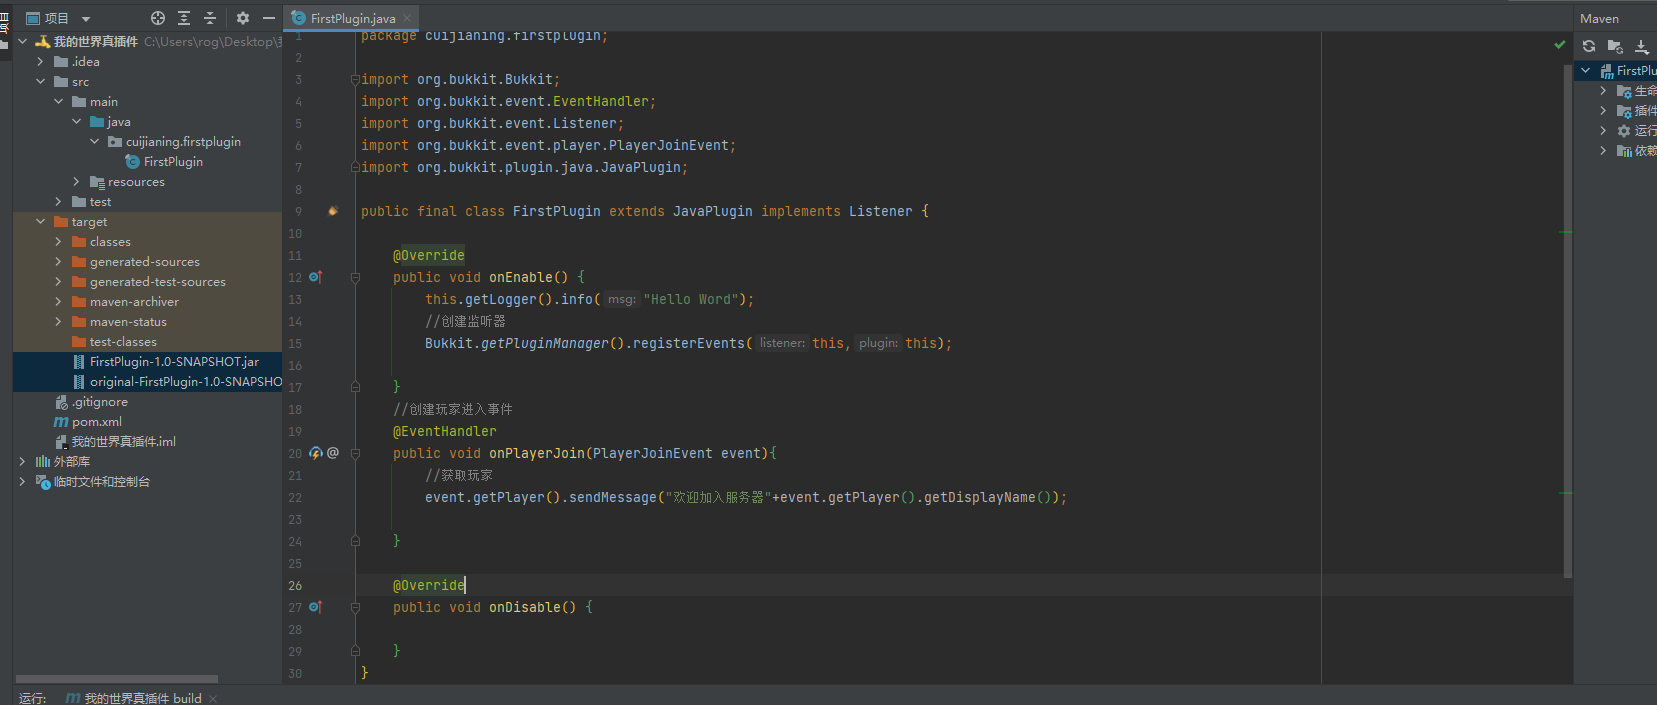 项目
FirstPlugin.java
Maven
我的世界真插件 C:\Users\rog\Desktop\
.idea
src
main
java
cuijianing.firstplugin
FirstPlugin
resources
test
target
classes
generated-sources
generated-test-sources
maven-archiver
maven-status
test-classes
FirstPlugin-1.0-SNAPSHOT.jar
original-FirstPlugin-1.0-SNAPSHO
.gitignore
pom.xml
我的世界真插件.iml
外部库
临时文件和控制台
1 package cuijianing.firstplugin;
2
3 import org.bukkit.Bukkit;
4 import org.bukkit.event.EventHandler;
5 import org.bukkit.event.Listener;
6 import org.bukkit.event.player.PlayerJoinEvent;
7 import org.bukkit.plugin.java.JavaPlugin;
8
9 public final class FirstPlugin extends JavaPlugin implements Listener {
10
11 @Override
12 public void onEnable() {
13 this.getLogger().info( msg: "Hello Word");
14 //创建监听器
15 Bukkit.getPluginManager().registerEvents( listener: this, plugin: this);
16
17 }
18 //创建玩家进入事件
19 @EventHandler
20 @ public void onPlayerJoin(PlayerJoinEvent event){
21 //获取玩家
22 event.getPlayer().sendMessage("欢迎加入服务器"+event.getPlayer().getDisplayName());
23
24 }
25
26 @Override
27 public void onDisable() {
28
29 }
30 }
FirstPlu
生命
插件
运行
依赖
运行: 我的世界真插件 build